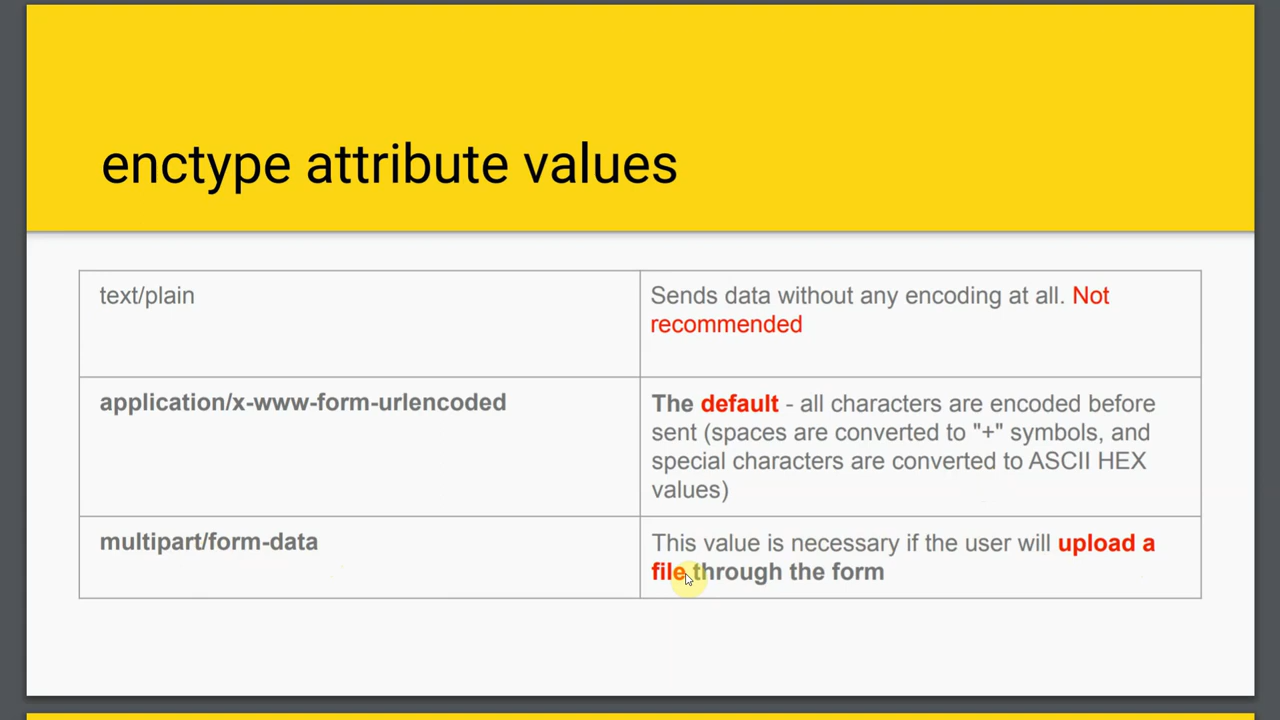 enctype attribute values
text/plain
Sends data without any encoding at all. Not
recommended
application/x-www-form-urlencoded
The default - all characters are encoded before
sent (spaces are converted to "+" symbols, and
special characters are converted to ASCII HEX
values)
multipart/form-data
This value is necessary if the user will upload a
file through the form